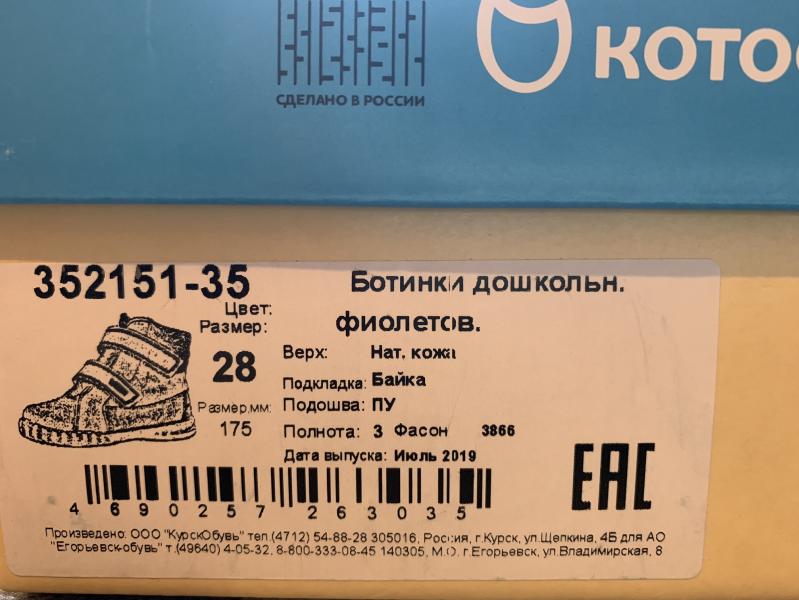 СДЕЛАНО В РОССИИ
352151-35 Ботинки дошкольн.
Цвет: фиолетов.
Размер: 28
Верх: Нат. кожа
Подкладка: Байка
Размер,мм: 175
Подошва: ПУ
Полнота: 3 Фасон 3866
Дата выпуска: Июль 2019
ЕАС
4 690257 263035
Произведено: ООО "КурскОбувь" тел.(4712) 54-88-28 305016, Россия, г.Курск, ул.Щепкина, 4Б для АО
"Егорьевск-обувь" т.(49640) 4-05-32, 8-800-333-08-45 140305, М.О. г.Егорьевск, ул.Владимирская, 8